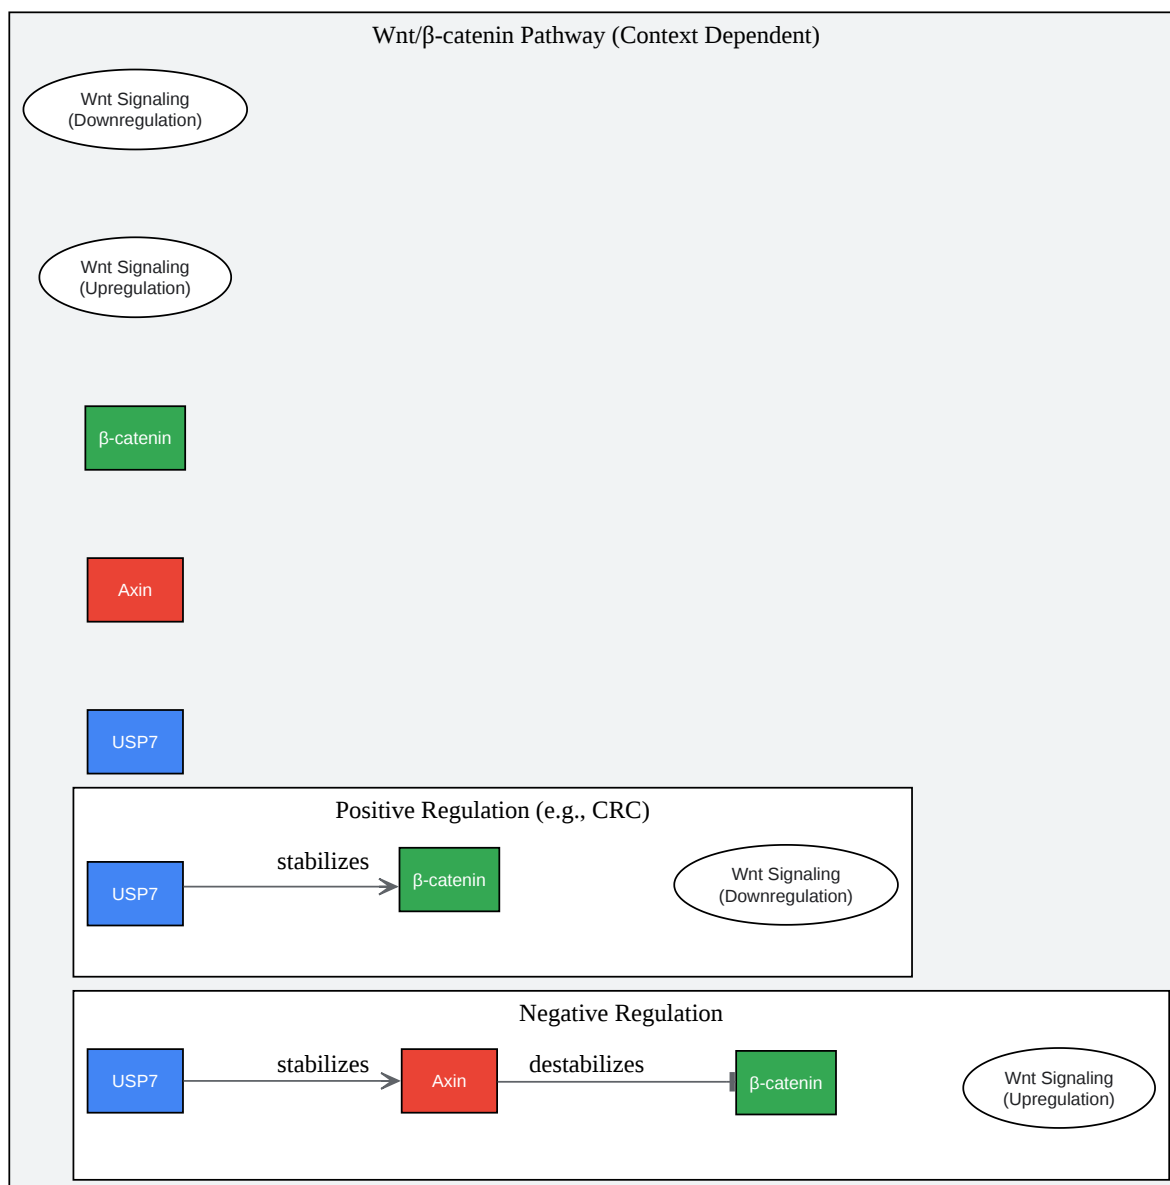 Wnt/β-catenin Pathway (Context Dependent)
Wnt Signaling
(Downregulation)
Wnt Signaling
(Upregulation)
β-catenin
Axin
USP7
Positive Regulation (e.g., CRC)
USP7
stabilizes
β-catenin
Wnt Signaling
(Downregulation)
Negative Regulation
USP7
stabilizes
Axin
destabilizes
β-catenin
Wnt Signaling
(Upregulation)